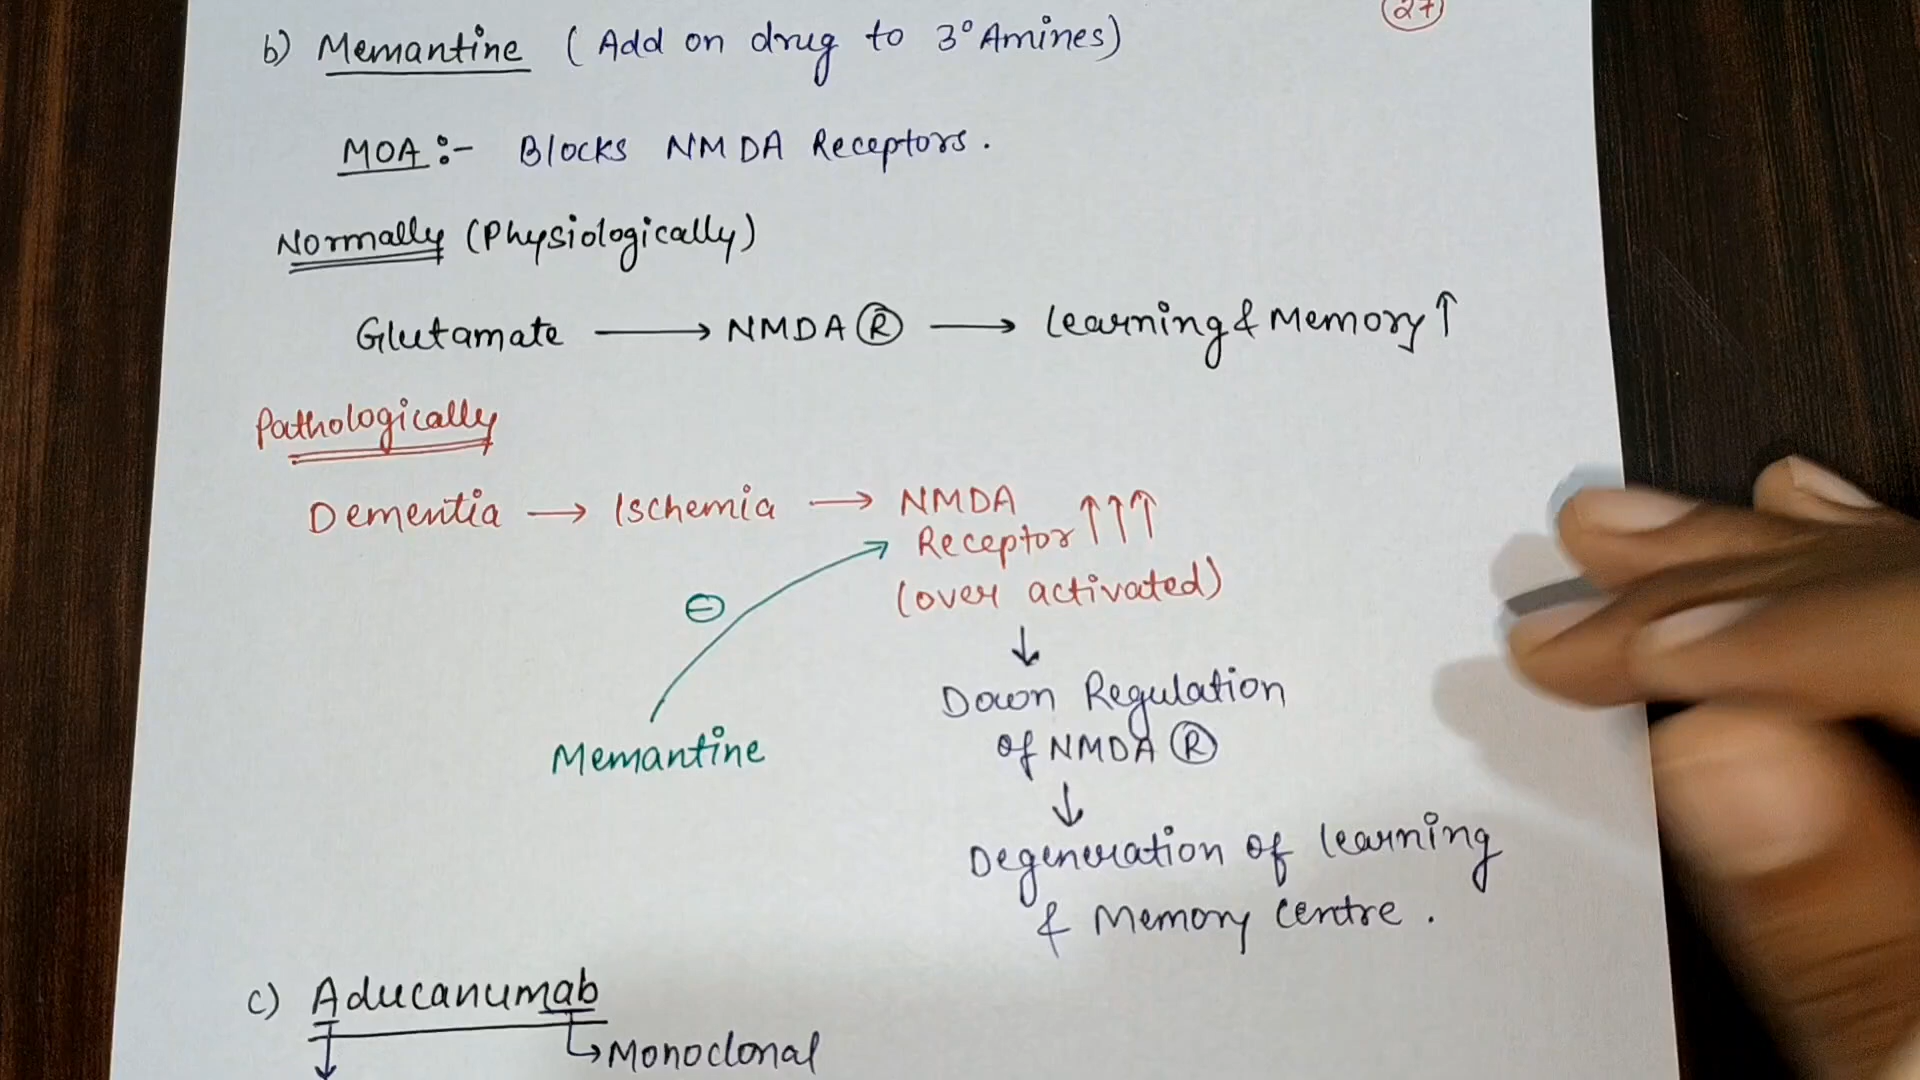 27
b) Memantine (Add on drug to 3° Amines)
MOA :- Blocks NMDA Receptors.
Normally (Physiologically)
Glutamate → NMDA Ⓡ → Learning & Memory ↑
Pathologically
Dementia → Ischemia → NMDA
Receptor ↑↑↑
(over activated)
⊖
↓
Down Regulation
Memantine
of NMDA Ⓡ
↓
Degeneration of learning
& Memory Centre.
c) Aducanumab
↓ ↳Monoclonal